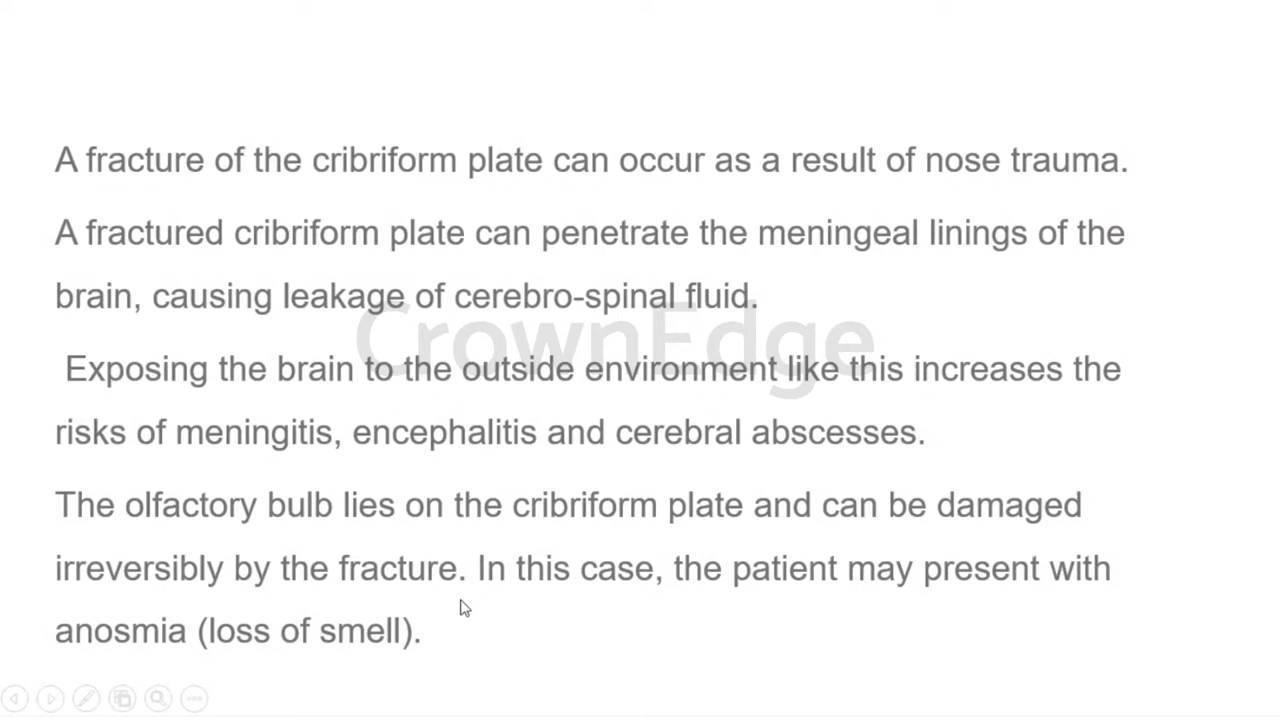 A fracture of the cribriform plate can occur as a result of nose trauma.
A fractured cribriform plate can penetrate the meningeal linings of the
brain, causing leakage of cerebro-spinal fluid.
CrownEdge
Exposing the brain to the outside environment like this increases the
risks of meningitis, encephalitis and cerebral abscesses.
The olfactory bulb lies on the cribriform plate and can be damaged
irreversibly by the fracture. In this case, the patient may present with
anosmia (loss of smell).